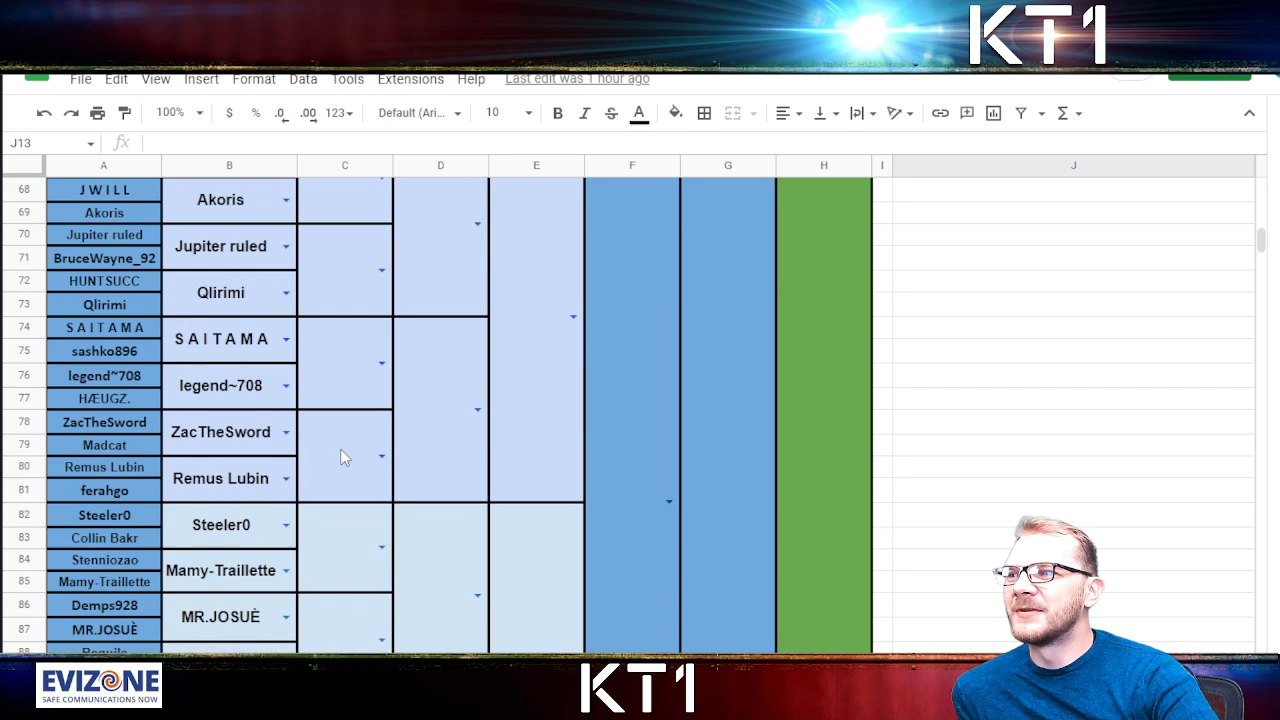 KT1
File Edit View Insert Format Data Tools Extensions Help Last edit was 1 hour ago
100% $ % .0 .00 123 Default (Ari... 10 B I S A
J13 fx
A B C D E F G H I J
68 J W I L L Akoris
69 Akoris
70 Jupiter ruled Jupiter ruled
71 BruceWayne_92
72 HUNTSUCC Qlirimi
73 Qlirimi
74 S A I T A M A S A I T A M A
75 sashko896
76 legend~708 legend~708
77 HÆUGZ.
78 ZacTheSword ZacTheSword
79 Madcat
80 Remus Lubin Remus Lubin
81 ferahgo
82 Steeler0 Steeler0
83 Collin Bakr
84 Stenniozao Mamy-Traillette
85 Mamy-Traillette
86 Demps928 MR.JOSUÈ
87 MR.JOSUÈ
88
EVIZONE
SAFE COMMUNICATIONS NOW
KT1